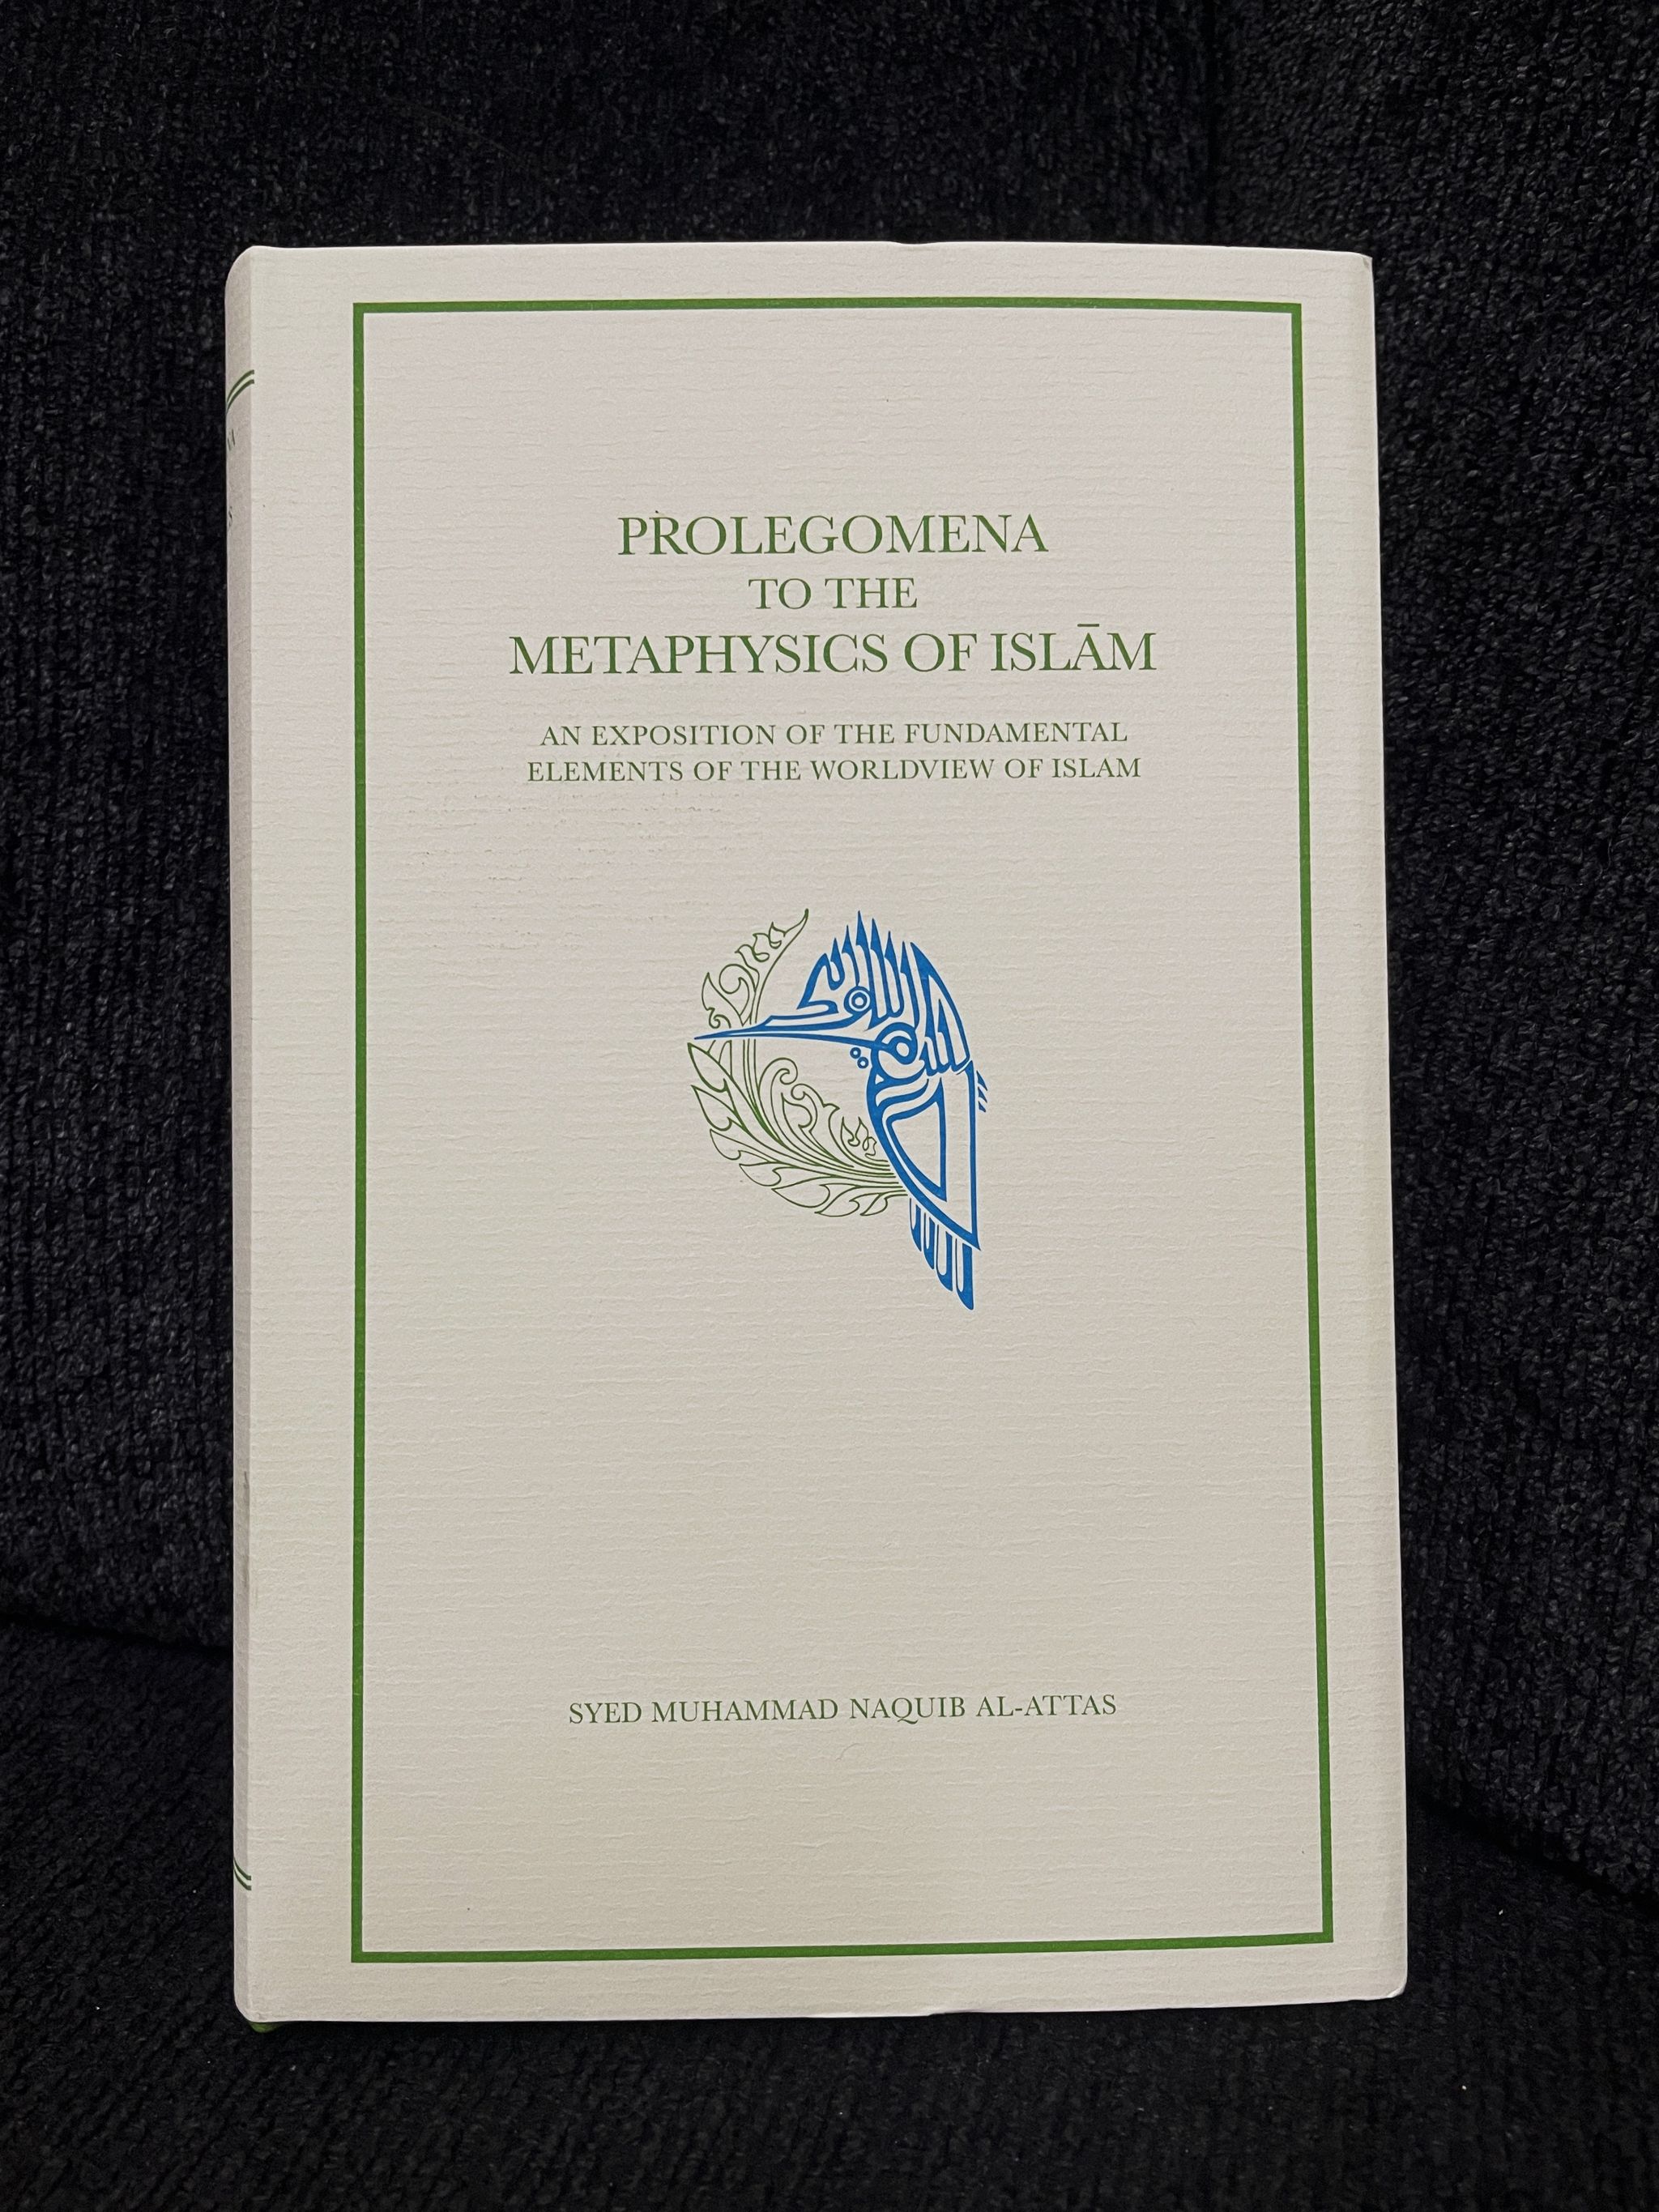 PROLEGOMENA
TO THE
METAPHYSICS OF ISLĀM
AN EXPOSITION OF THE FUNDAMENTAL
ELEMENTS OF THE WORLDVIEW OF ISLAM
SYED MUHAMMAD NAQUIB AL-ATTAS